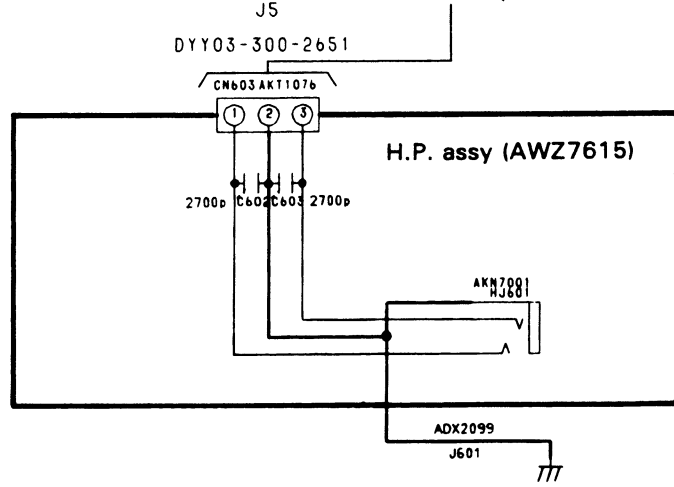 J5
DYY03-300-2651
CN603 AKT1076
1 2 3
H.P. assy (AWZ7615)
2700p C602 C603 2700p
AKN7001
HJ601
ADX2099
J601